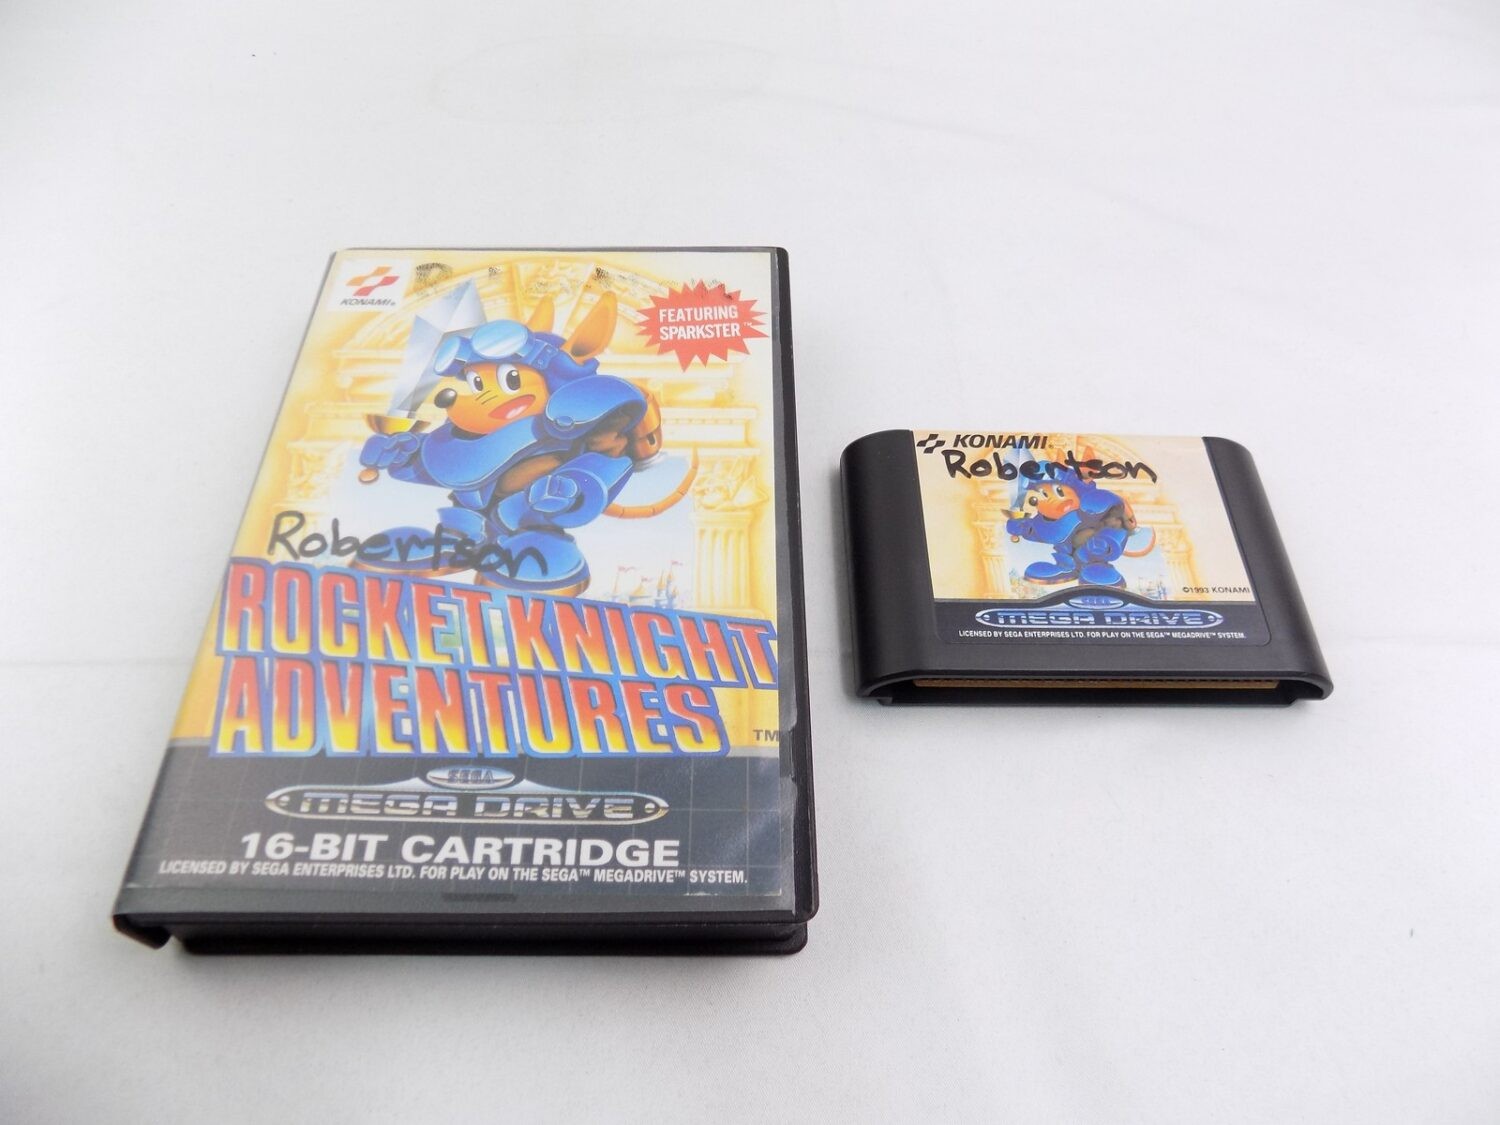 KONAMI®
FEATURING
SPARKSTER™
Robertson
ROCKET KNIGHT
ADVENTURES
TM
SEGA
MEGA DRIVE
16-BIT CARTRIDGE
LICENSED BY SEGA ENTERPRISES LTD. FOR PLAY ON THE SEGA™ MEGADRIVE™ SYSTEM.
KONAMI®
Robertson
©1993 KONAMI
SEGA
MEGA DRIVE
LICENSED BY SEGA ENTERPRISES LTD. FOR PLAY ON THE SEGA™ MEGADRIVE™ SYSTEM.